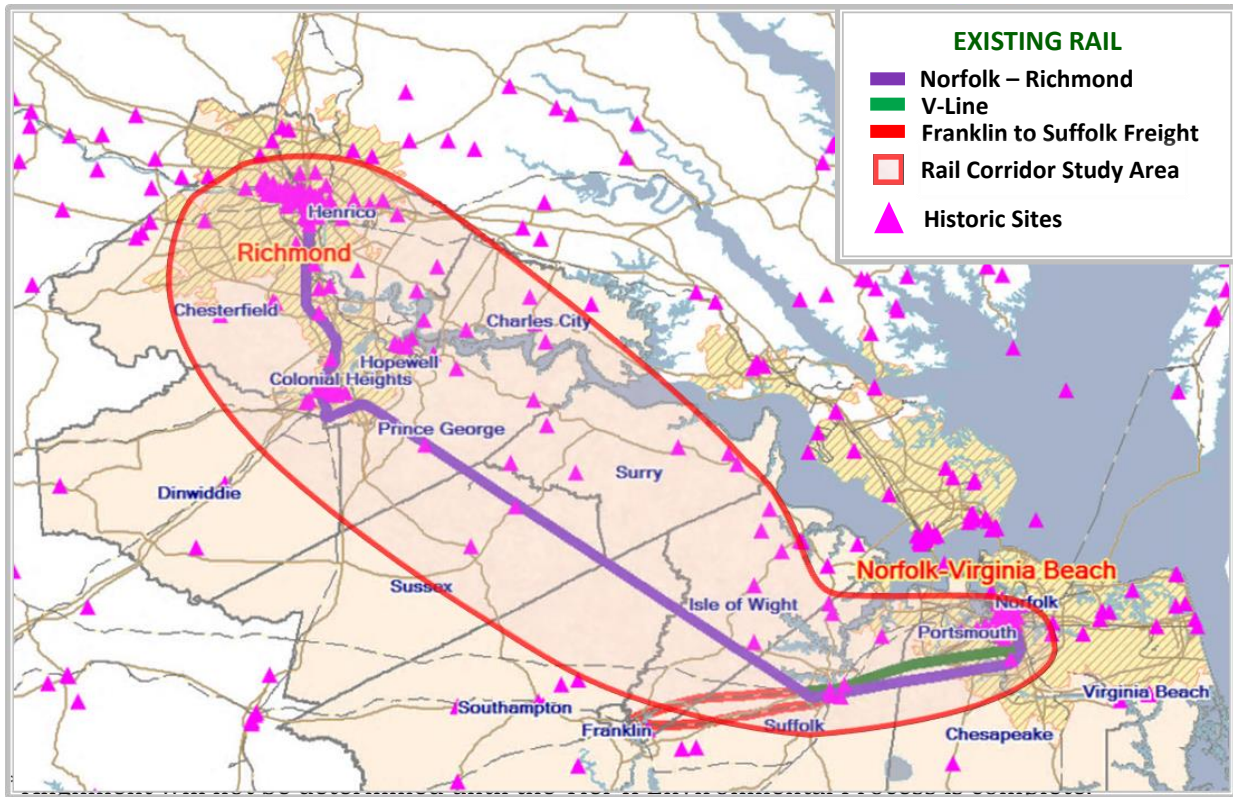 EXISTING RAIL
Norfolk – Richmond
V-Line
Franklin to Suffolk Freight
Rail Corridor Study Area
Historic Sites
Henrico
Richmond
Chesterfield
Charles City
Hopewell
Colonial Heights
Prince George
Surry
Dinwiddie
Norfolk-Virginia Beach
Sussex
Isle of Wight
Norfolk
Portsmouth
Virginia Beach
Southampton
Franklin
Suffolk
Chesapeake